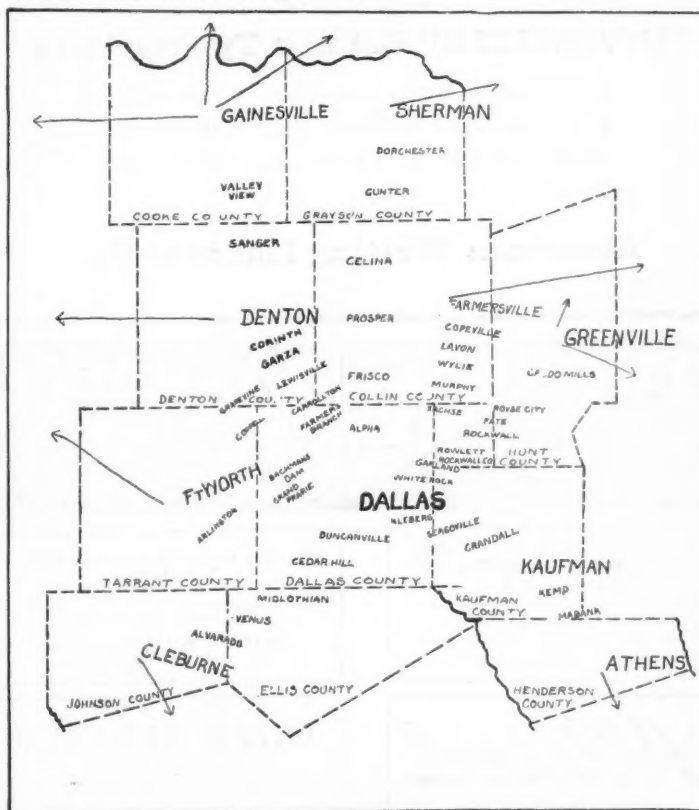 GAINESVILLE
SHERMAN
DORCHESTER
VALLEY
VIEW
GUNTER
COOKE COUNTY
GRAYSON COUNTY
SANGER
CELINA
FARMERSVILLE
DENTON
PROSPER
COPEVILLE
GREENVILLE
CORINTH
GARZA
LAVON
WYLIE
CADDO MILLS
LEWISVILLE
FRISCO
MURPHY
GRAPEVINE
DENTON COUNTY
CARROLLTON
COLLIN COUNTY
SACHSE
ROYSE CITY
FATE
COPPELL
FARMERS
BRANCH
ALPHA
ROCKWALL
ROWLETT
HUNT
COUNTY
GARLAND
ROCKWALL CO
FT WORTH
BACHMANS
DAM
WHITE ROCK
GRAND
PRARIE
DALLAS
ARLINGTON
KLEBERG
SEAGOVILLE
CRANDALL
DUNCANVILLE
CEDAR HILL
KAUFMAN
TARRANT COUNTY
DALLAS COUNTY
KEMP
MIDLOTHIAN
KAUFMAN
COUNTY
MABANK
VENUS
ALVARADO
CLEBURNE
ATHENS
JOHNSON COUNTY
ELLIS COUNTY
HENDERSON
COUNTY